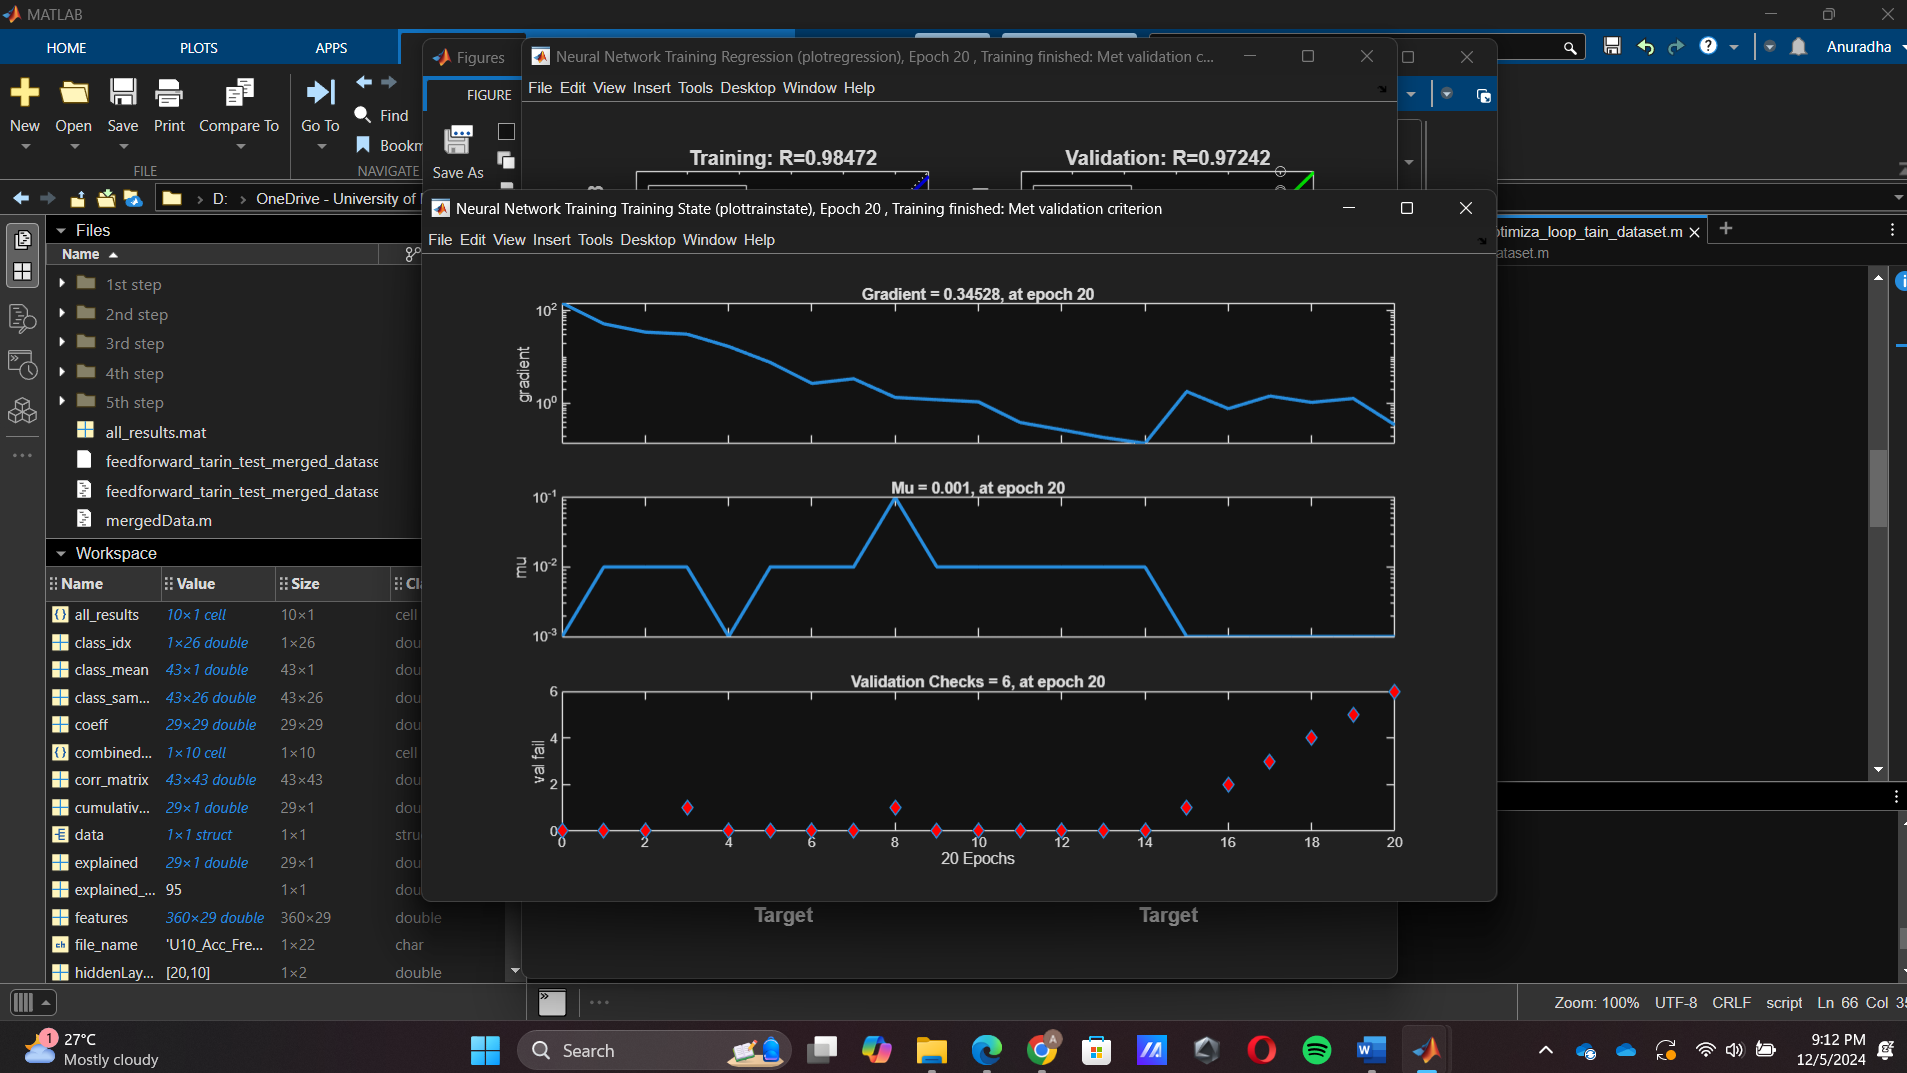 MATLAB
HOME PLOTS APPS
Anuradha
New Open Save Print Compare To Go To Find
FILE NAVIGATE
D: OneDrive - University of
Files
Name
1st step
2nd step
3rd step
4th step
5th step
all_results.mat
feedforward_tarin_test_merged_datase
feedforward_tarin_test_merged_datase
mergedData.m
Workspace
Name Value Size
all_results 10×1 cell 10×1 cell
class_idx 1×26 double 1×26 dou
class_mean 43×1 double 43×1 dou
class_sam... 43×26 double 43×26 dou
coeff 29×29 double 29×29 dou
combined... 1×10 cell 1×10 cell
corr_matrix 43×43 double 43×43 dou
cumulativ... 29×1 double 29×1 dou
data 1×1 struct 1×1 stru
explained 29×1 double 29×1 dou
explained_... 95 1×1 dou
features 360×29 double 360×29 double
file_name 'U10_Acc_Fre... 1×22 char
hiddenLay... [20,10] 1×2 double
Figures
FIGURE
Save As
Neural Network Training Regression (plotregression), Epoch 20 , Training finished: Met validation c...
File Edit View Insert Tools Desktop Window Help
Training: R=0.98472 Validation: R=0.97242
Neural Network Training Training State (plottrainstate), Epoch 20 , Training finished: Met validation criterion
File Edit View Insert Tools Desktop Window Help
Gradient = 0.34528, at epoch 20
gradient
10²
10⁰
Mu = 0.001, at epoch 20
mu
10⁻¹
10⁻²
10⁻³
Validation Checks = 6, at epoch 20
val fail
6
4
2
0
0 2 4 6 8 10 12 14 16 18 20
20 Epochs
Target Target
timiza_loop_tain_dataset.m
ataset.m
Zoom: 100% UTF-8 CRLF script Ln 66 Col
1
27°C
Mostly cloudy
Search
A
9:12 PM
12/5/2024